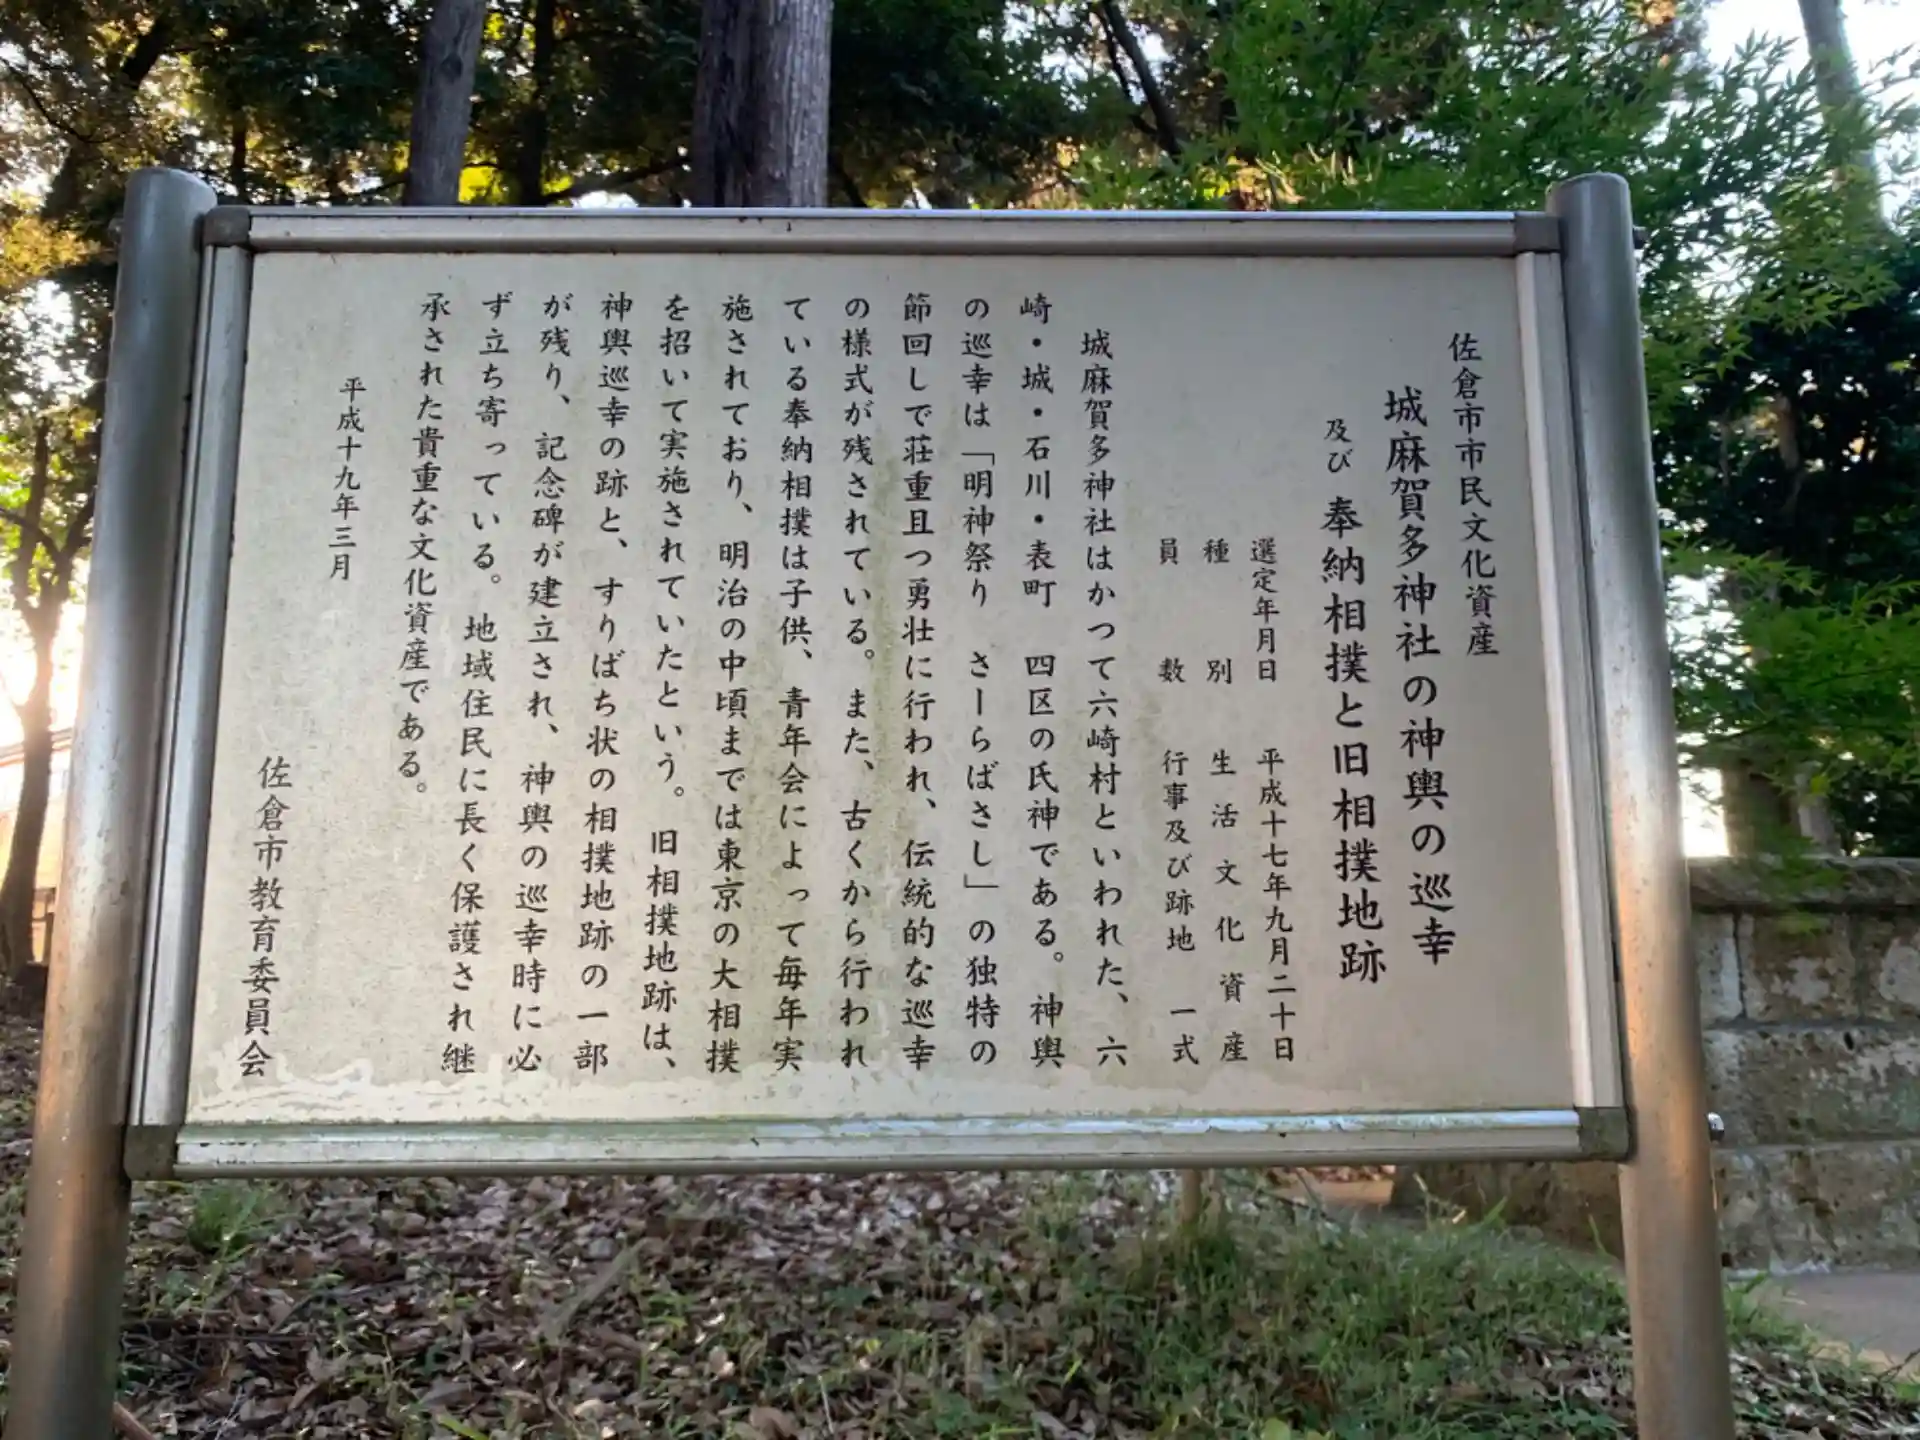 佐倉市市民文化資産
城麻賀多神社の神輿の巡幸
及び 奉納相撲と旧相撲地跡
選定年月日 平成十七年九月二十日
種別 生活文化資産
員数 行事及び跡地 一式
城麻賀多神社はかつて六崎村といわれた、六
崎・城・石川・表町 四区の氏神である。神輿
の巡幸は「明神祭り さーらばさし」の独特の
節回しで荘重且つ勇壮に行われ、伝統的な巡幸
の様式が残されている。また、古くから行われ
ている奉納相撲は子供、青年会によって毎年実
施されており、明治の中頃までは東京の大相撲
を招いて実施されていたという。旧相撲地跡は、
神輿巡幸の跡と、すりばち状の相撲地跡の一部
が残り、記念碑が建立され、神輿の巡幸時に必
ず立ち寄っている。地域住民に長く保護され継
承された貴重な文化資産である。
平成十九年三月
佐倉市教育委員会